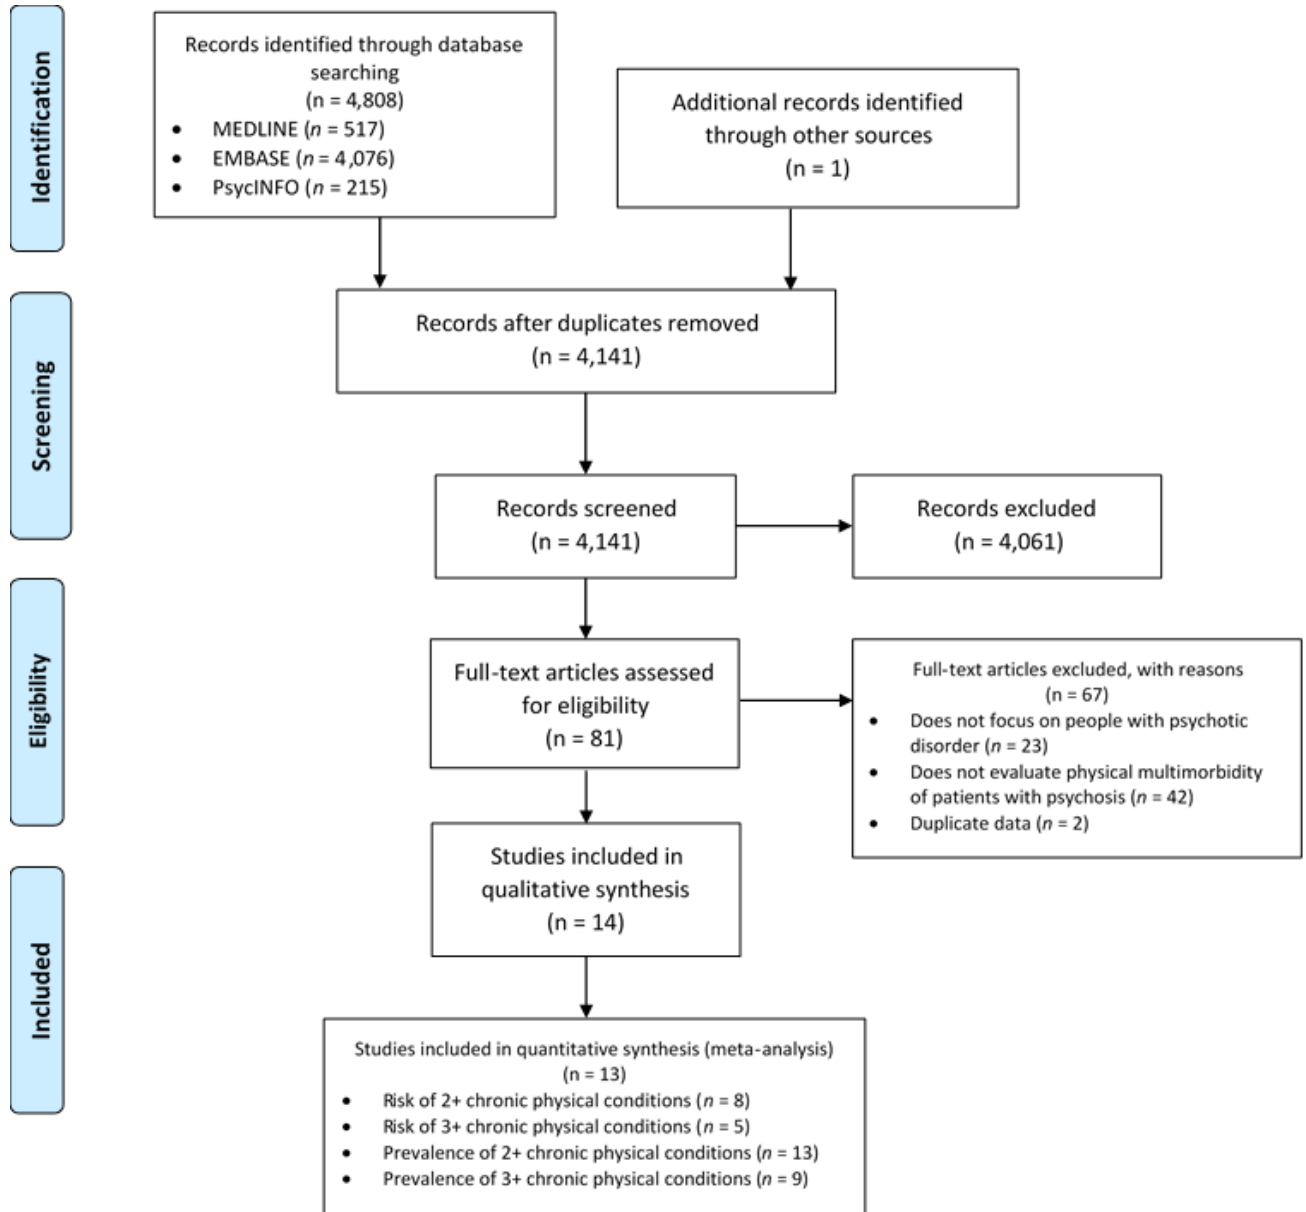 Identification
Records identified through database
searching
(n = 4,808)
• MEDLINE (n = 517)
• EMBASE (n = 4,076)
• PsycINFO (n = 215)
Additional records identified
through other sources
(n = 1)
Screening
Records after duplicates removed
(n = 4,141)
Records screened
(n = 4,141)
Records excluded
(n = 4,061)
Eligibility
Full-text articles assessed
for eligibility
(n = 81)
Full-text articles excluded, with reasons
(n = 67)
• Does not focus on people with psychotic
disorder (n = 23)
• Does not evaluate physical multimorbidity
of patients with psychosis (n = 42)
• Duplicate data (n = 2)
Included
Studies included in
qualitative synthesis
(n = 14)
Studies included in quantitative synthesis (meta-analysis)
(n = 13)
• Risk of 2+ chronic physical conditions (n = 8)
• Risk of 3+ chronic physical conditions (n = 5)
• Prevalence of 2+ chronic physical conditions (n = 13)
• Prevalence of 3+ chronic physical conditions (n = 9)